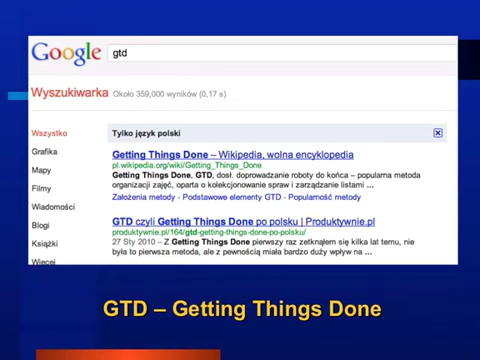 Google gtd
Wyszukiwarka Około 359,000 wyników (0,17 s)
Wszystko
Grafika
Mapy
Filmy
Wiadomości
Blogi
Książki
Więcej
Tylko język polski
Getting Things Done – Wikipedia, wolna encyklopedia
pl.wikipedia.org/wiki/Getting_Things_Done
Getting Things Done, GTD, dosł. doprowadzanie roboty do końca – popularna metoda
organizacji zajęć, oparta o kolekcjonowanie spraw i zarządzanie listami ...
Założenia metody - Podstawowe elementy GTD - Popularność metody
GTD czyli Getting Things Done po polsku | Produktywnie.pl
produktywnie.pl/164/gtd-getting-things-done-po-polsku/
27 Sty 2010 – Z Getting Things Done pierwszy raz zetknąłem się kilka lat temu, nie
była to pierwsza metoda, ale z pewnością miała bardzo duży wpływ na ...
GTD – Getting Things Done